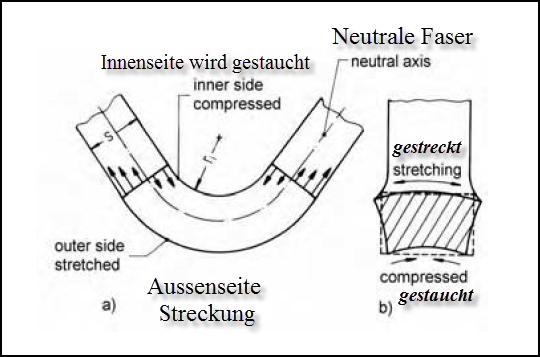 Neutrale Faser
Innenseite wird gestaucht
inner side
compressed
neutral axis
s
rᵢ
gestreckt
stretching
outer side
stretched
Aussenseite
Streckung
a)
compressed
gestaucht
b)